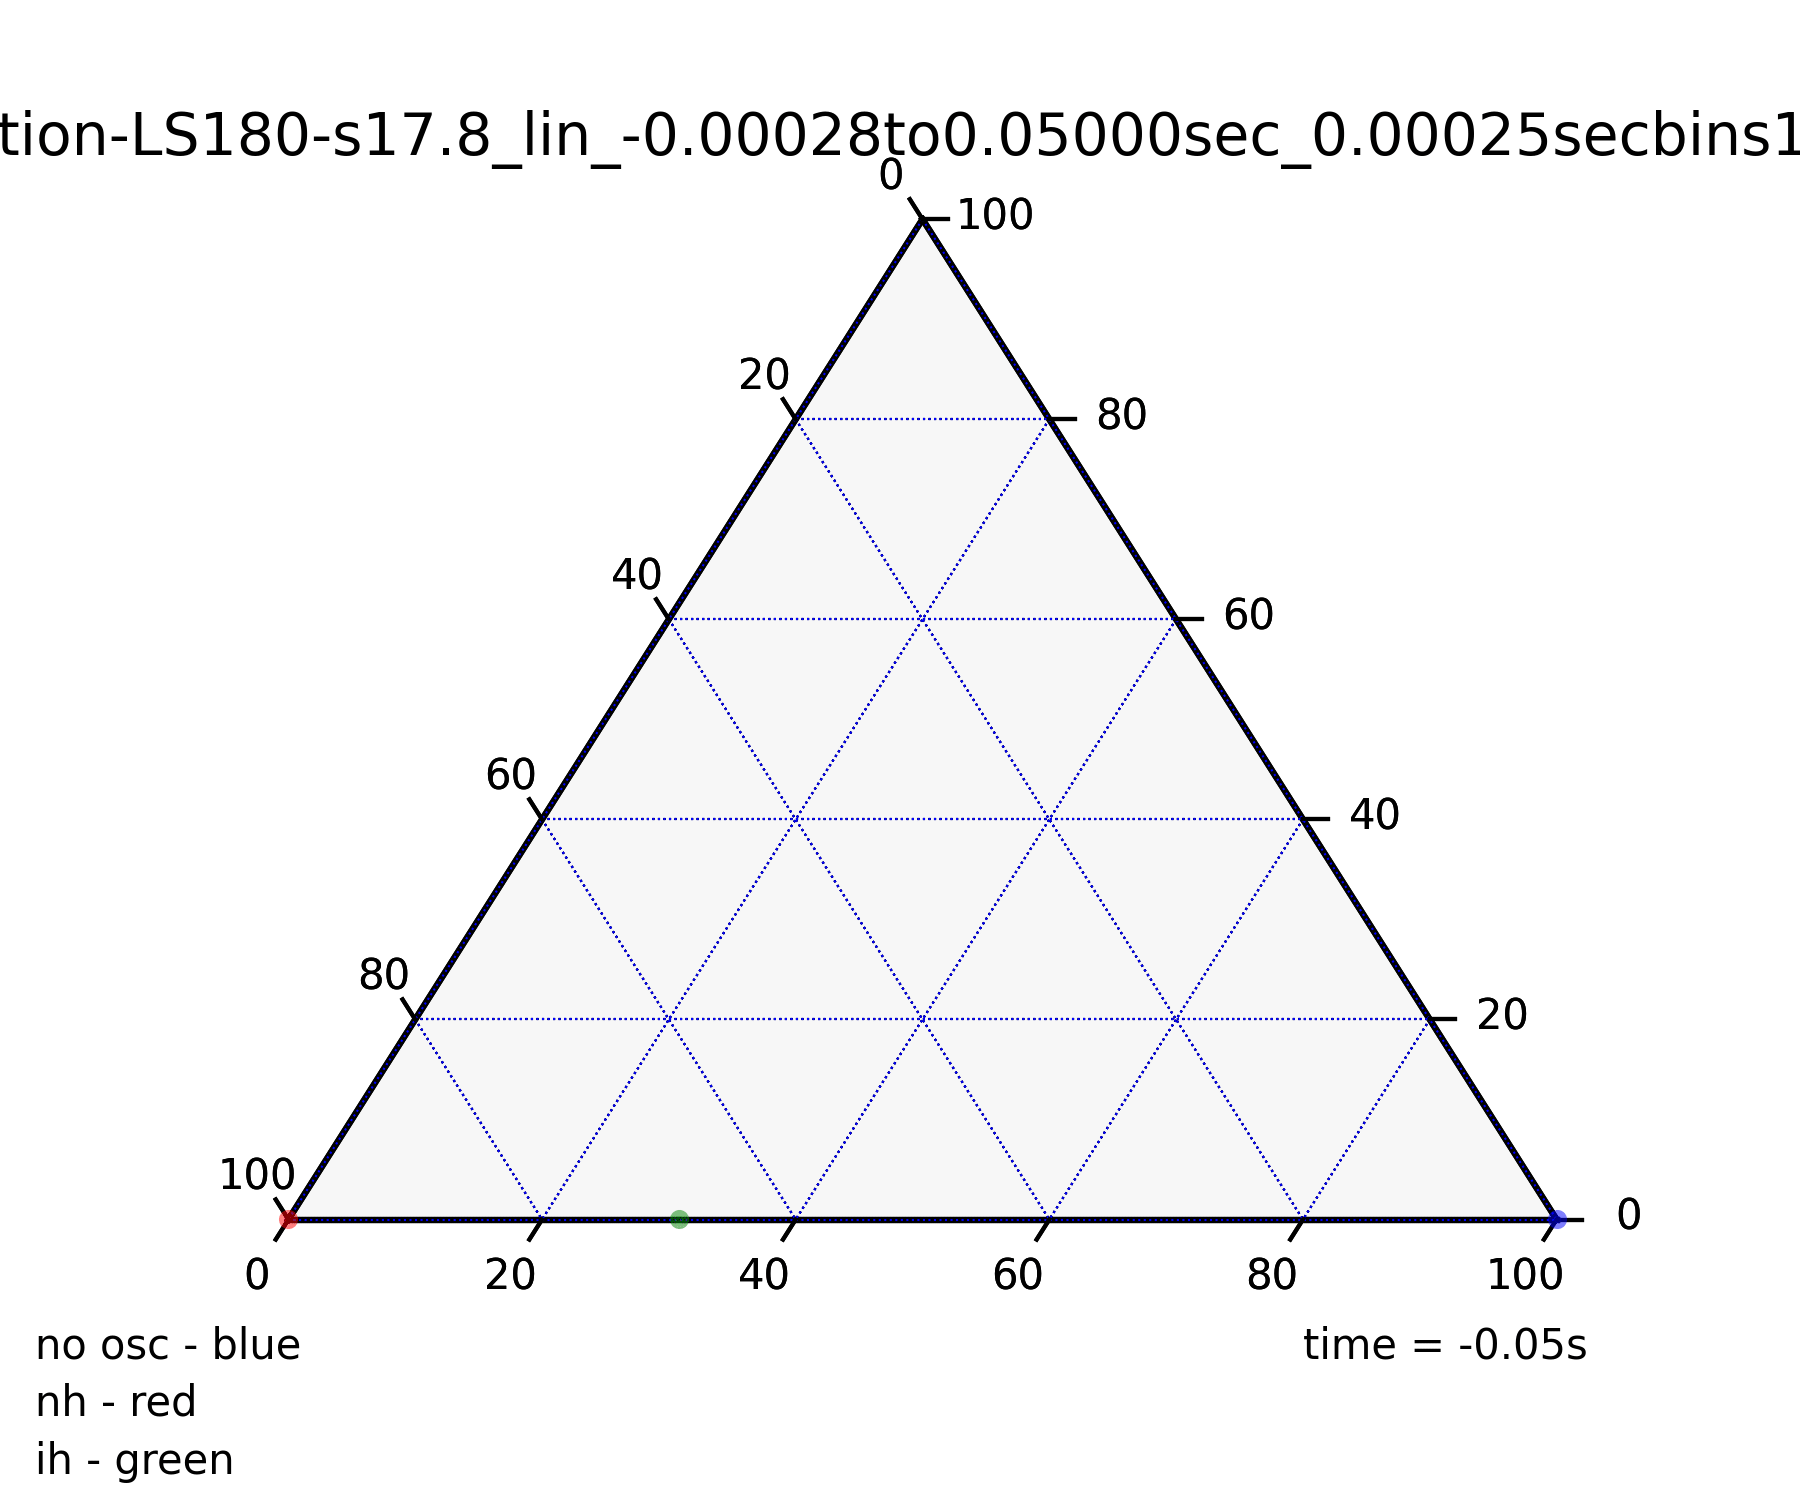 tion-LS180-s17.8_lin_-0.00028to0.05000sec_0.00025secbins1
0
100
20
80
40
60
60
40
80
20
100
0
0 20 40 60 80 100
no osc - blue
time = -0.05s
nh - red
ih - green